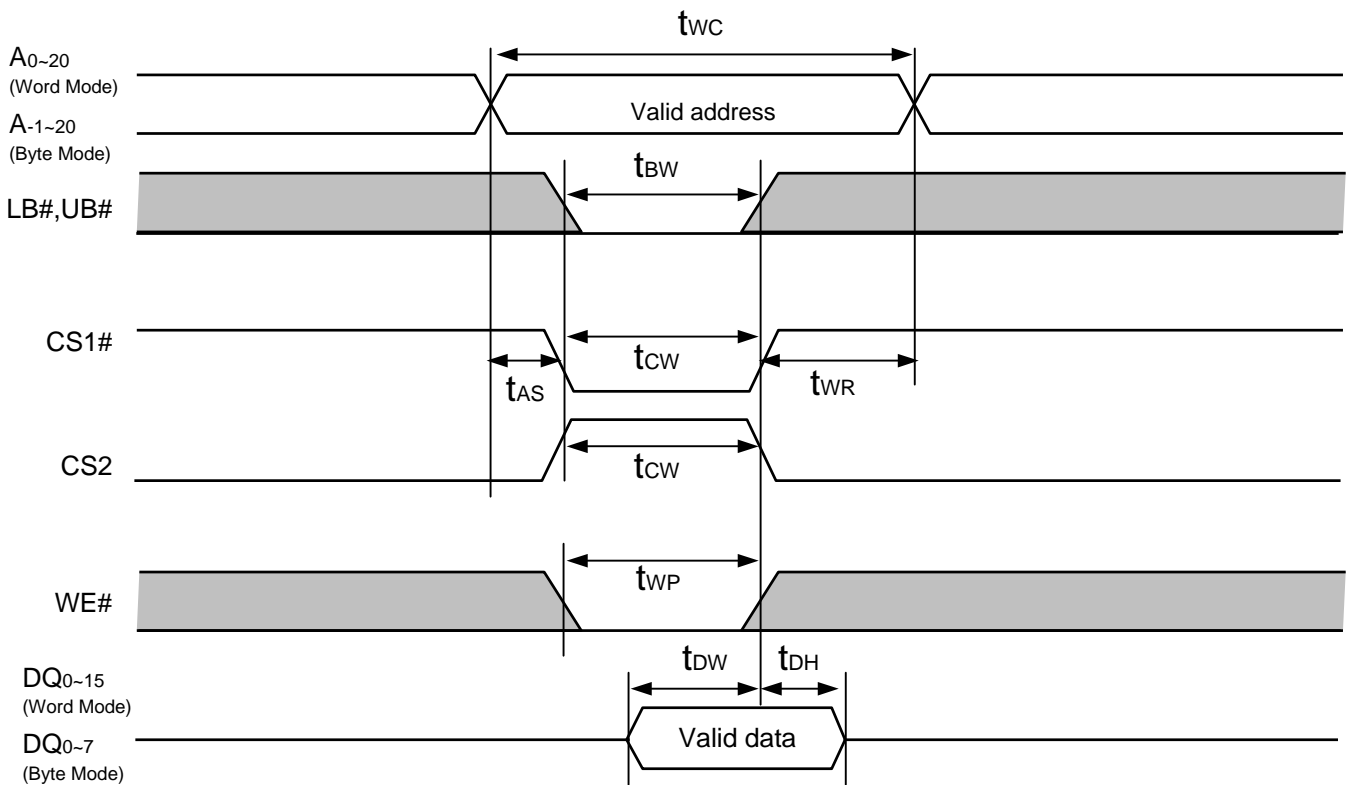 tWC
A0~20
(Word Mode)
Valid address
A-1~20
(Byte Mode)
tBW
LB#,UB#
CS1#
tCW
tAS
tWR
CS2
tCW
WE#
tWP
tDW
tDH
DQ0~15
(Word Mode)
Valid data
DQ0~7
(Byte Mode)